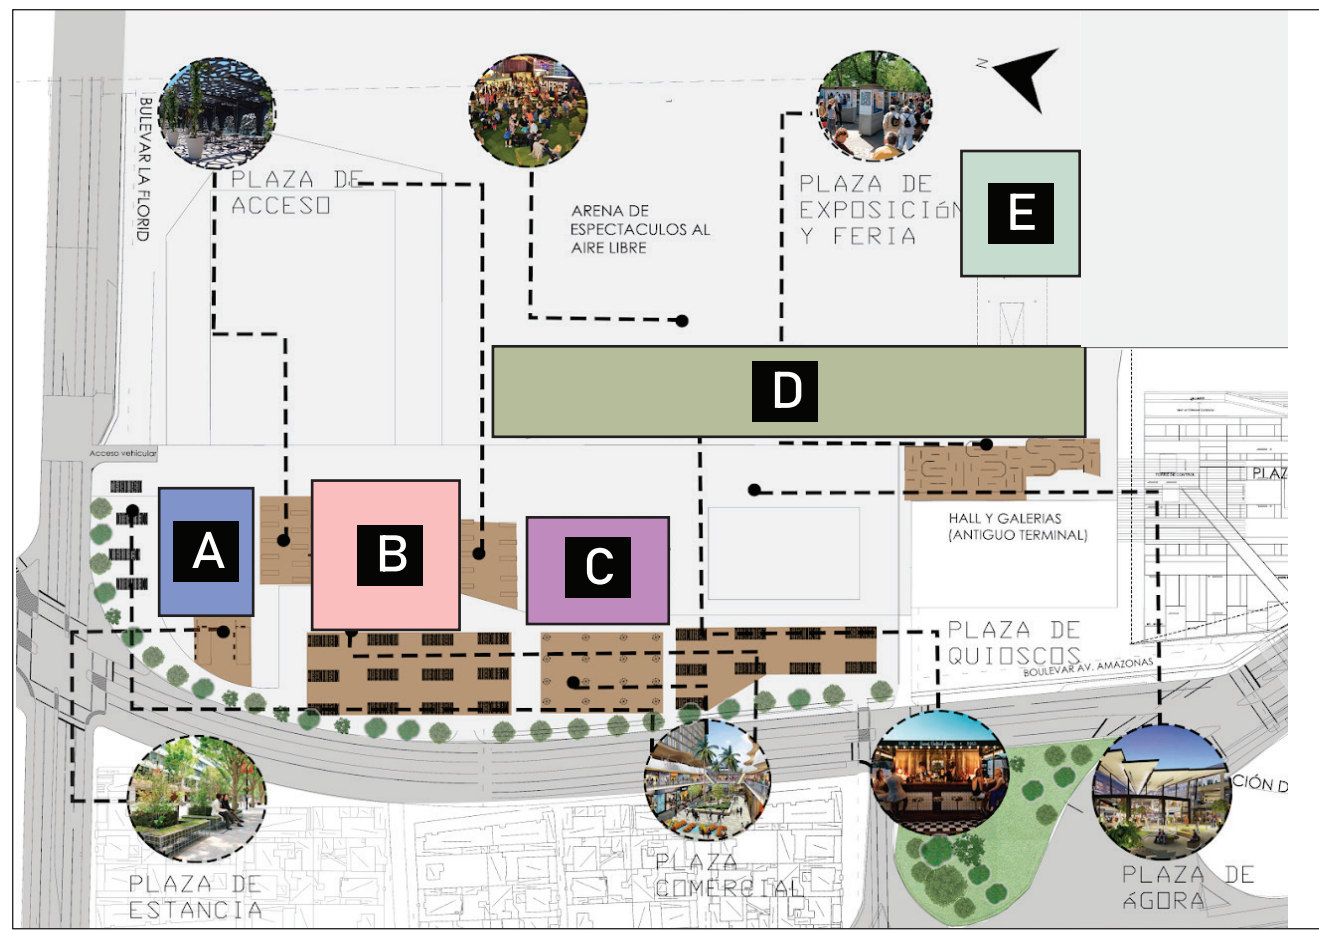 N
BULEVAR LA FLORID
PLAZA DE
ACCESO
ARENA DE
ESPECTACULOS AL
AIRE LIBRE
PLAZA DE
EXPOSICIóN
Y FERIA
E
D
Acceso vehicular
PLAZ
A
B
C
HALL Y GALERIAS
(ANTIGUO TERMINAL)
PLAZA DE
QUIOSCOS
BOULEVAR AV. AMAZONAS
CIÓN D
PLAZA DE
ESTANCIA
PLAZA
COMERCIAL
PLAZA DE
ÁGORA